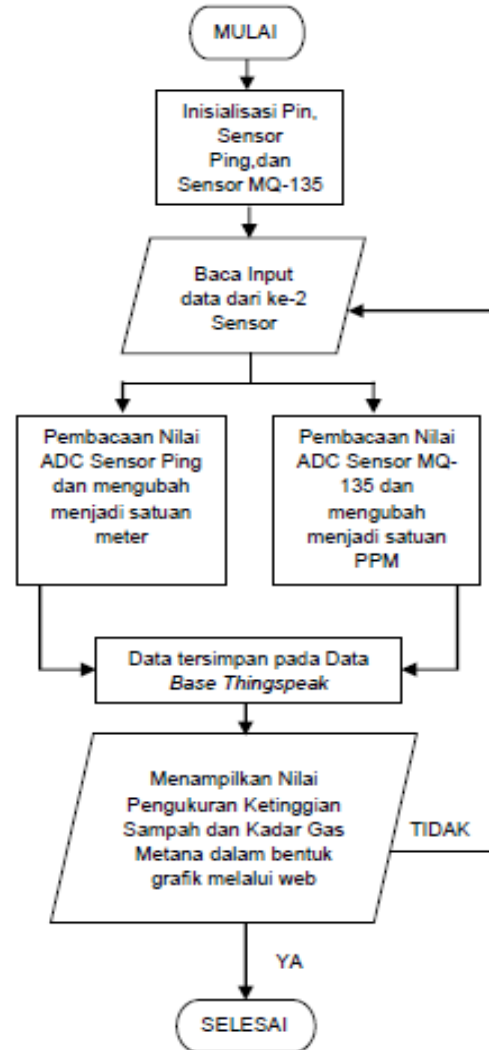 MULAI
Inisialisasi Pin,
Sensor
Ping,dan
Sensor MQ-135
Baca Input
data dari ke-2
Sensor
Pembacaan Nilai
ADC Sensor Ping
dan mengubah
menjadi satuan
meter
Pembacaan Nilai
ADC Sensor MQ-
135 dan
mengubah
menjadi satuan
PPM
Data tersimpan pada Data
Base Thingspeak
Menampilkan Nilai
Pengukuran Ketinggian
Sampah dan Kadar Gas
Metana dalam bentuk
grafik melalui web
TIDAK
YA
SELESAI